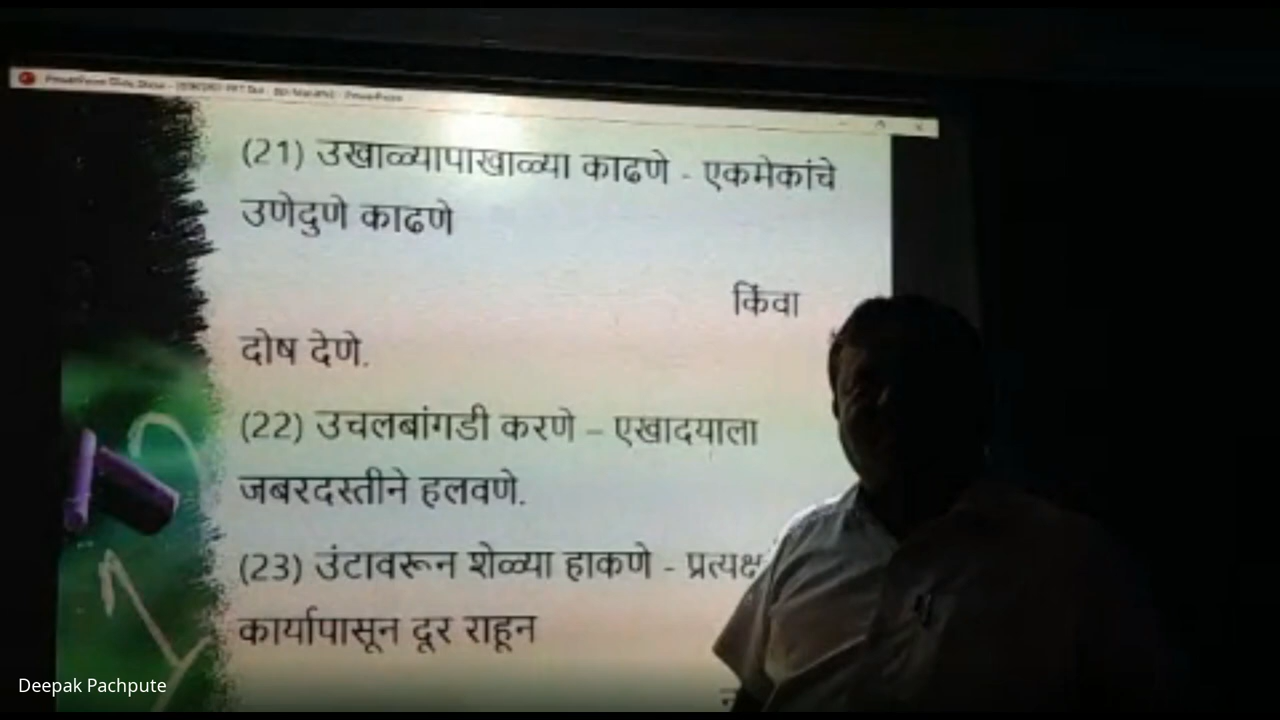 (21) उखाळ्यापाखाळ्या काढणे - एकमेकांचे
उणेदुणे काढणे
किंवा
दोष देणे.
(22) उचलबांगडी करणे – एखादयाला
जबरदस्तीने हलवणे.
(23) उंटावरून शेळ्या हाकणे - प्रत्यक्ष
कार्यापासून दूर राहून
Deepak Pachpute